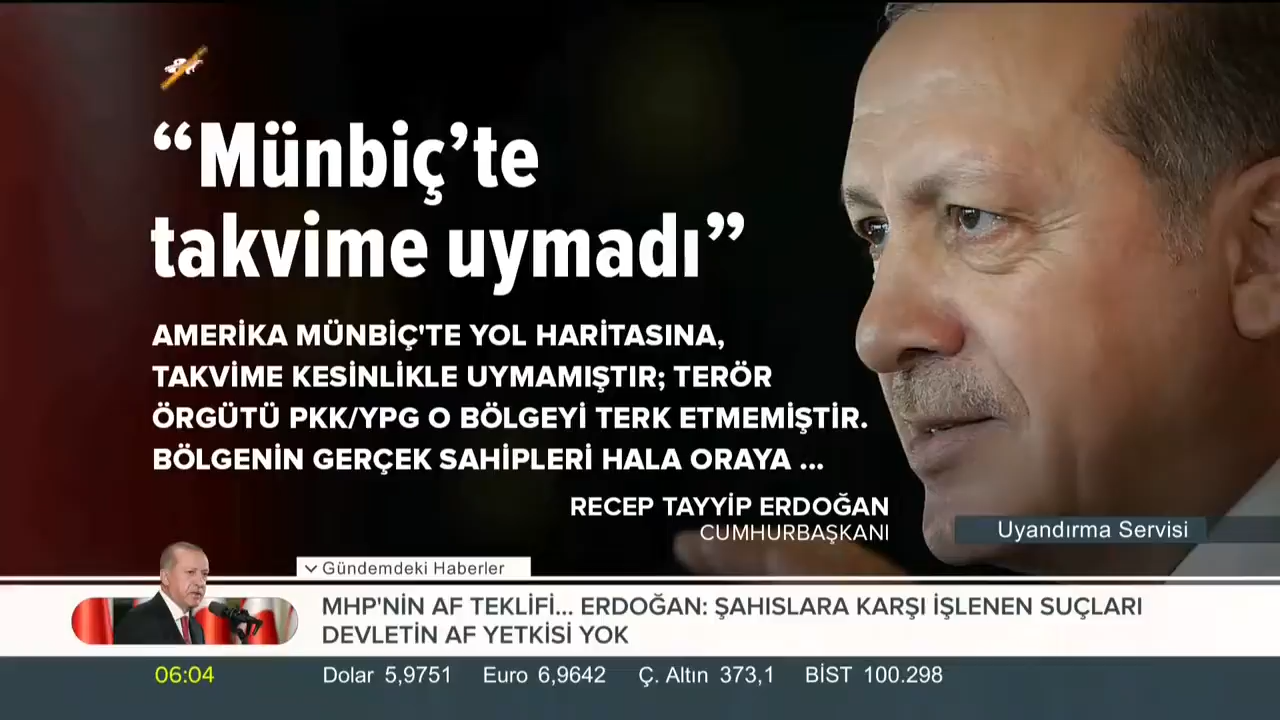 “Münbiç’te
takvime uymadı”
AMERİKA MÜNBİÇ'TE YOL HARİTASINA,
TAKVİME KESİNLİKLE UYMAMIŞTIR; TERÖR
ÖRGÜTÜ PKK/YPG O BÖLGEYİ TERK ETMEMİŞTİR.
BÖLGENİN GERÇEK SAHİPLERİ HALA ORAYA ...
RECEP TAYYİP ERDOĞAN
CUMHURBAŞKANI
Uyandırma Servisi
Gündemdeki Haberler
MHP'NİN AF TEKLİFİ... ERDOĞAN: ŞAHISLARA KARŞI İŞLENEN SUÇLARI
DEVLETİN AF YETKİSİ YOK
06:04 Dolar 5,9751 Euro 6,9642 Ç. Altın 373,1 BİST 100.298